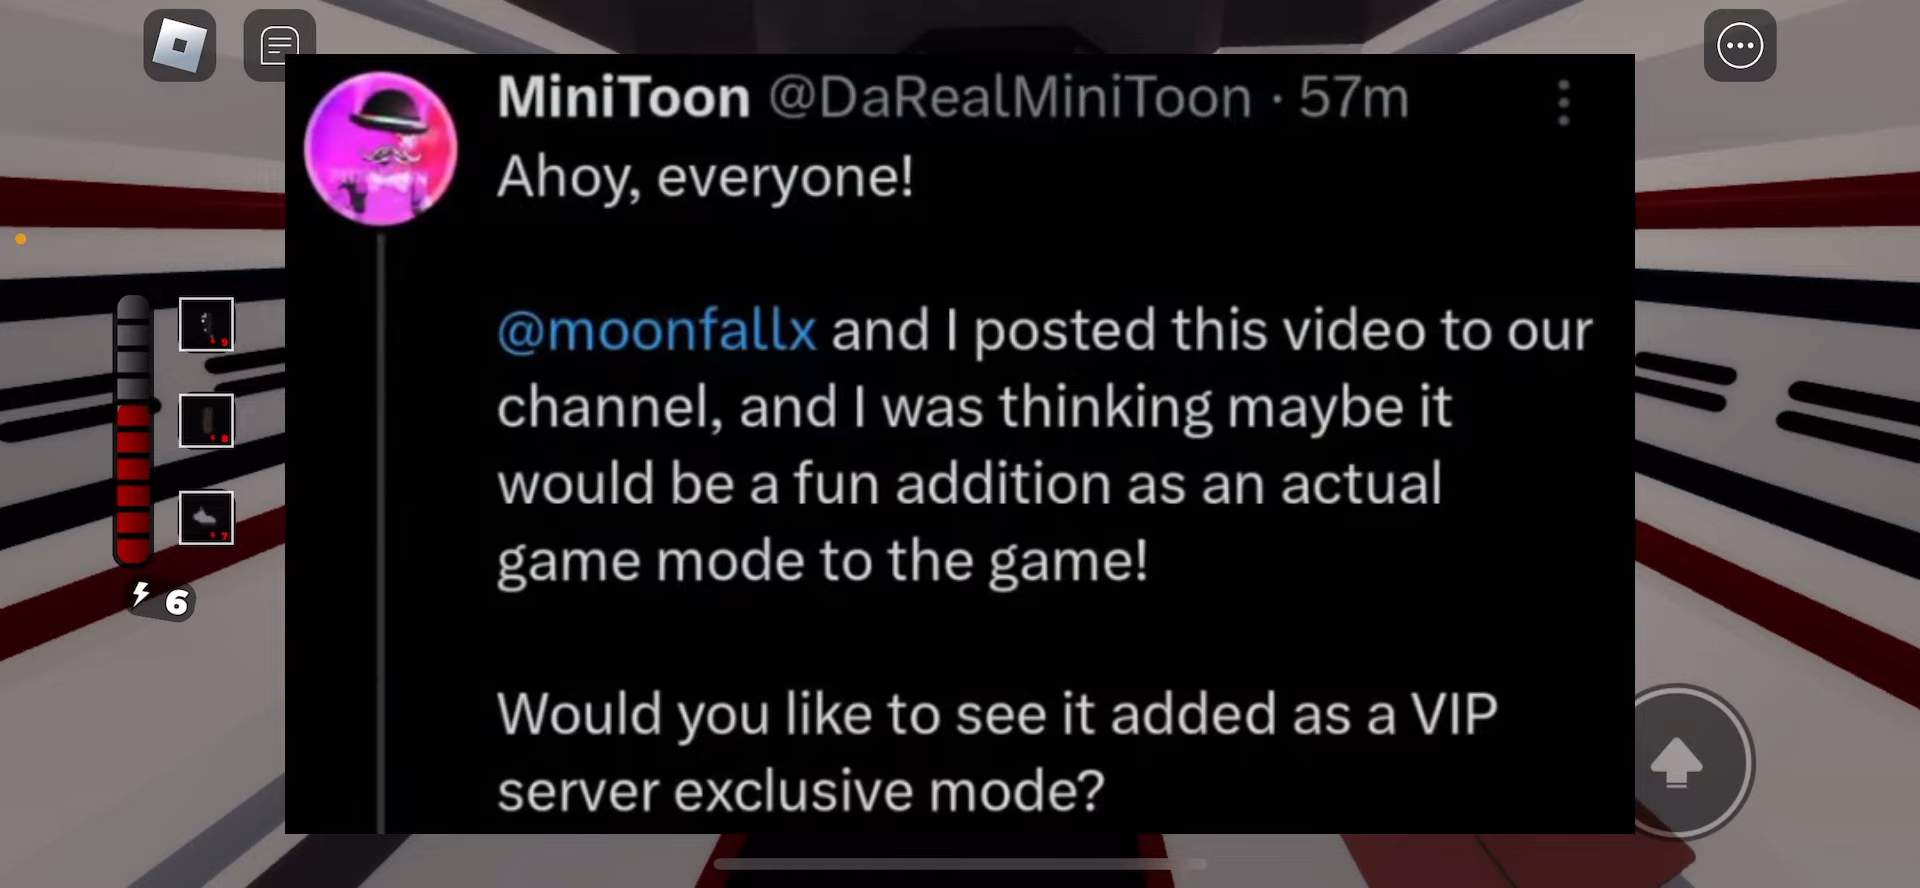 MiniToon @DaRealMiniToon · 57m
Ahoy, everyone!
@moonfallx and I posted this video to our
channel, and I was thinking maybe it
would be a fun addition as an actual
game mode to the game!
Would you like to see it added as a VIP
server exclusive mode?
6